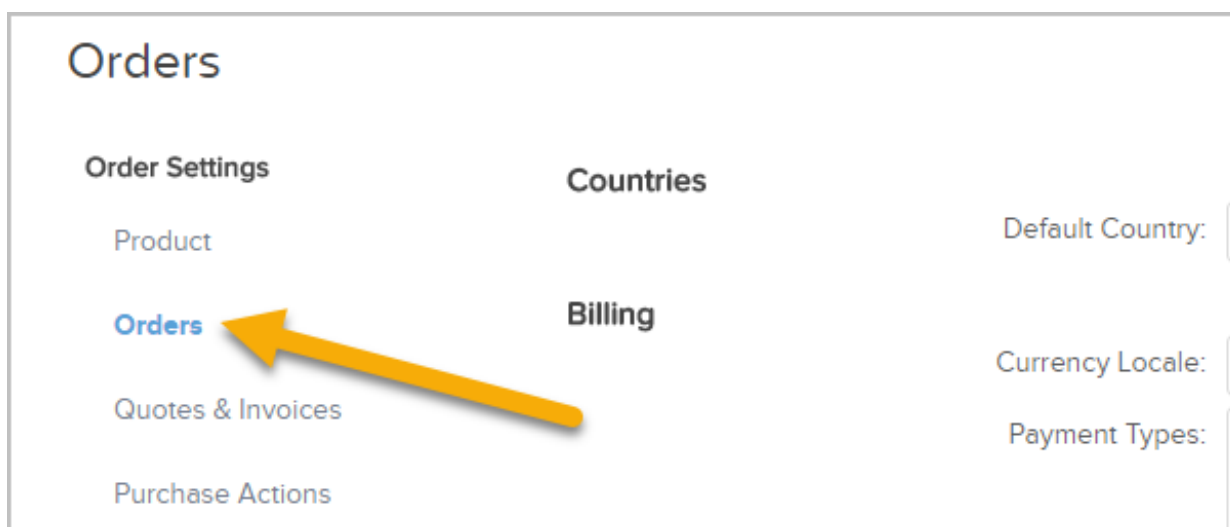 Orders
Order Settings
Product
Orders
Quotes & Invoices
Purchase Actions
Countries
Default Country:
Billing
Currency Locale:
Payment Types: